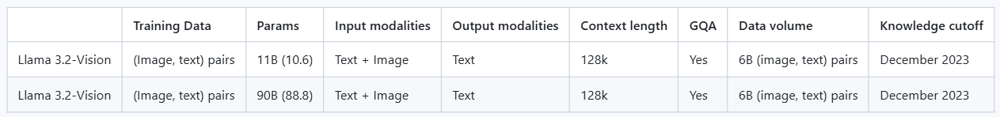 Training Data Params Input modalities Output modalities Context length GQA Data volume Knowledge cutoff
Llama 3.2-Vision (Image, text) pairs 11B (10.6) Text + Image Text 128k Yes 6B (image, text) pairs December 2023
Llama 3.2-Vision (Image, text) pairs 90B (88.8) Text + Image Text 128k Yes 6B (image, text) pairs December 2023